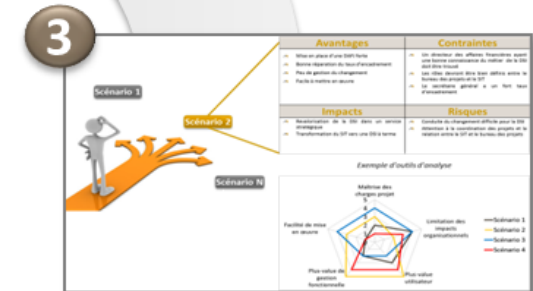 3
Avantages
Mise en place d'une DAFI forte
Bonne répartition du taux d'encadrement
Peu de gestion du changement
Facile à mettre en œuvre
Contraintes
Un directeur des affaires financières ayant
une bonne connaissance du métier de la DSI
doit être trouvé
Les rôles devront être bien définis entre le
bureau des projets et le SIT
Le secrétaire général a un fort taux
d'encadrement
Scénario 1
Scénario 2
Scénario N
Impacts
Revalorisation de la DSI dans un service
stratégique
Transformation du SIT vers une DSI à terme
Risques
Conduite du changement difficile pour la DSI
Attention à la coordination des projets et la
relation entre le SIT et le bureau des projets
Exemple d'outils d'analyse
Maîtrise des
charges projet
5
4
3
2
1
Facilité de mise
en œuvre
Limitation des
impacts
organisationnels
Plus-value de
gestion
fonctionnelle
Plus-value
utilisateur
Scénario 1
Scénario 2
Scénario 3
Scénario 4